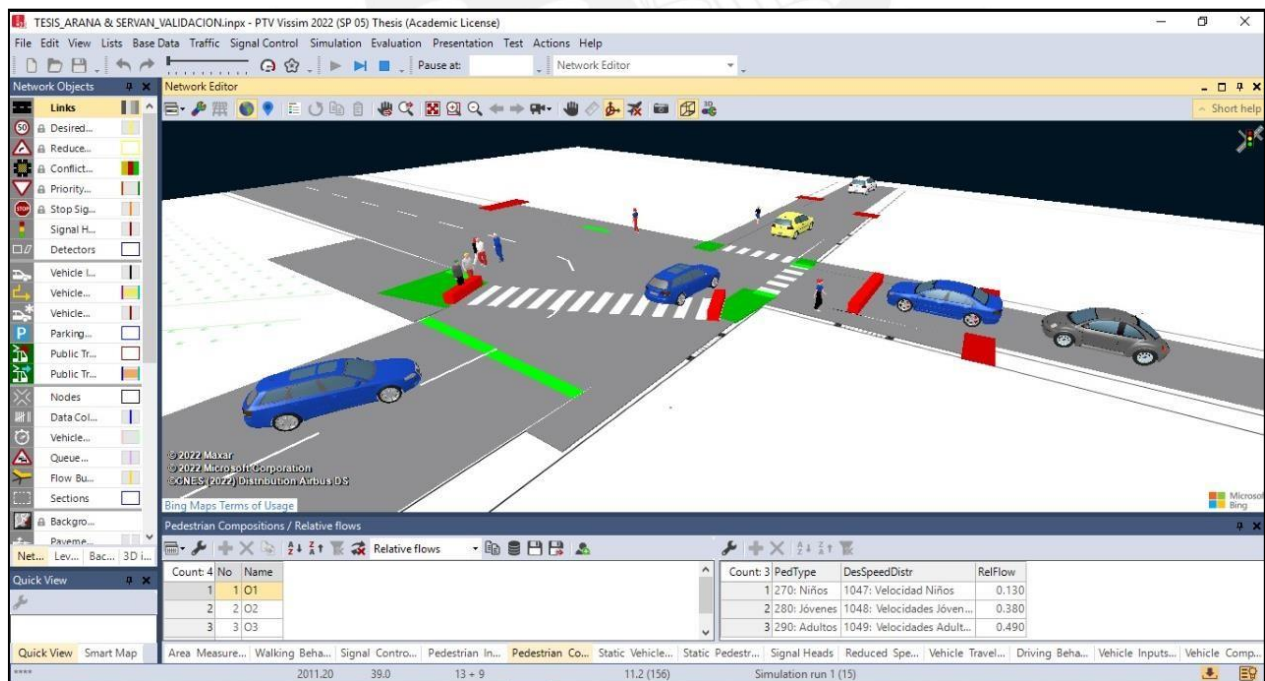 TESIS_ARANA & SERVAN_VALIDACION.inpx - PTV Vissim 2022 (SP 05) Thesis (Academic License)
File Edit View Lists Base Data Traffic Signal Control Simulation Evaluation Presentation Test Actions Help
Pause at: Network Editor
Network Objects
Network Editor
Short help
Links
50 Desired...
Reduce...
Conflict...
Priority...
STOP Stop Sig...
Signal H...
Detectors
Vehicle I...
Vehicle...
Vehicle...
P Parking...
Public Tr...
Public Tr...
Nodes
Data Col...
Vehicle...
Queue...
Flow Bu...
Sections
Backgro...
Paveme...
Net... Lev... Bac... 3D i...
© 2022 Maxar
© 2022 Microsoft Corporation
©CNES (2022) Distribution Airbus DS
Bing Maps Terms of Usage
Microsof
Bing
Pedestrian Compositions / Relative flows
Relative flows
Count: 4 No Name
1 1 O1
2 2 O2
3 3 O3
Count: 3 PedType DesSpeedDistr RelFlow
1 270: Niños 1047: Velocidad Niños 0.130
2 280: Jóvenes 1048: Velocidades Jóven... 0.380
3 290: Adultos 1049: Velocidades Adult... 0.490
Quick View
Quick View Smart Map
Area Measure... Walking Beha... Signal Contro... Pedestrian In... Pedestrian Co... Static Vehicle... Static Pedestr... Signal Heads Reduced Spe... Vehicle Travel... Driving Beha... Vehicle Inputs... Vehicle Comp...
**** 2011.20 39.0 13 + 9 11.2 (156) Simulation run 1 (15)